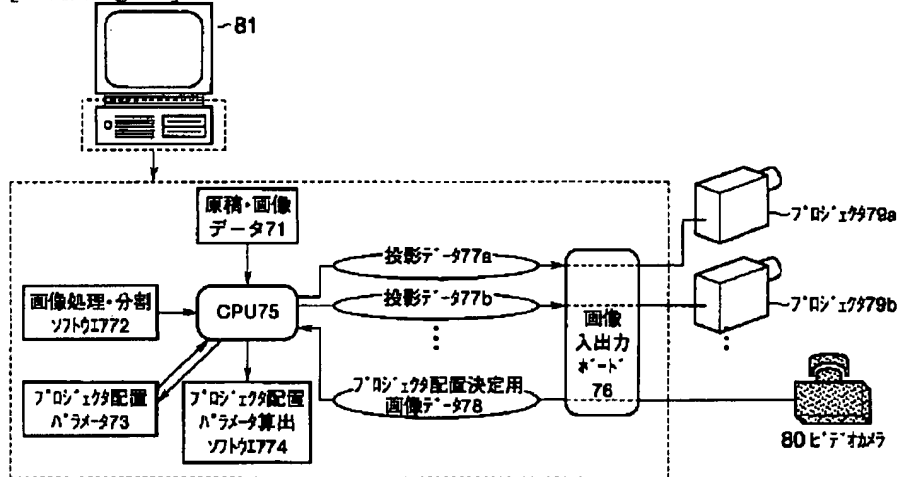 81
原稿・画像
データ71
画像処理・分割
ソフトウエア72
CPU75
プロジェクタ配置
パラメータ73
プロジェクタ配置
パラメータ算出
ソフトウエア74
投影データ77a
投影データ77b
プロジェクタ配置決定用
画像データ78
画像
入出力
ボード
76
プロジェクタ79a
プロジェクタ79b
80 ビデオカメラ